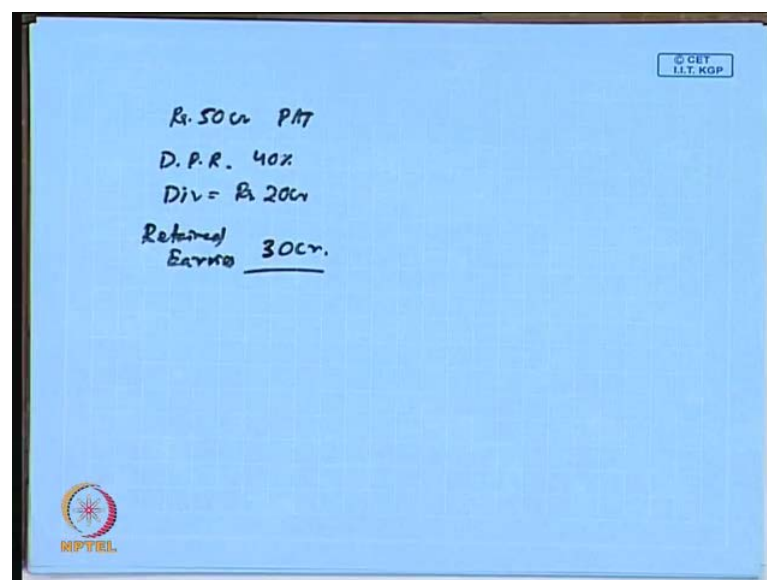 © CET
I.I.T. KGP
Rs. 50 cr PAT
D.P.R. 40%
Div = Rs 20cr
Retained
Earnings 30Cr.
NPTEL